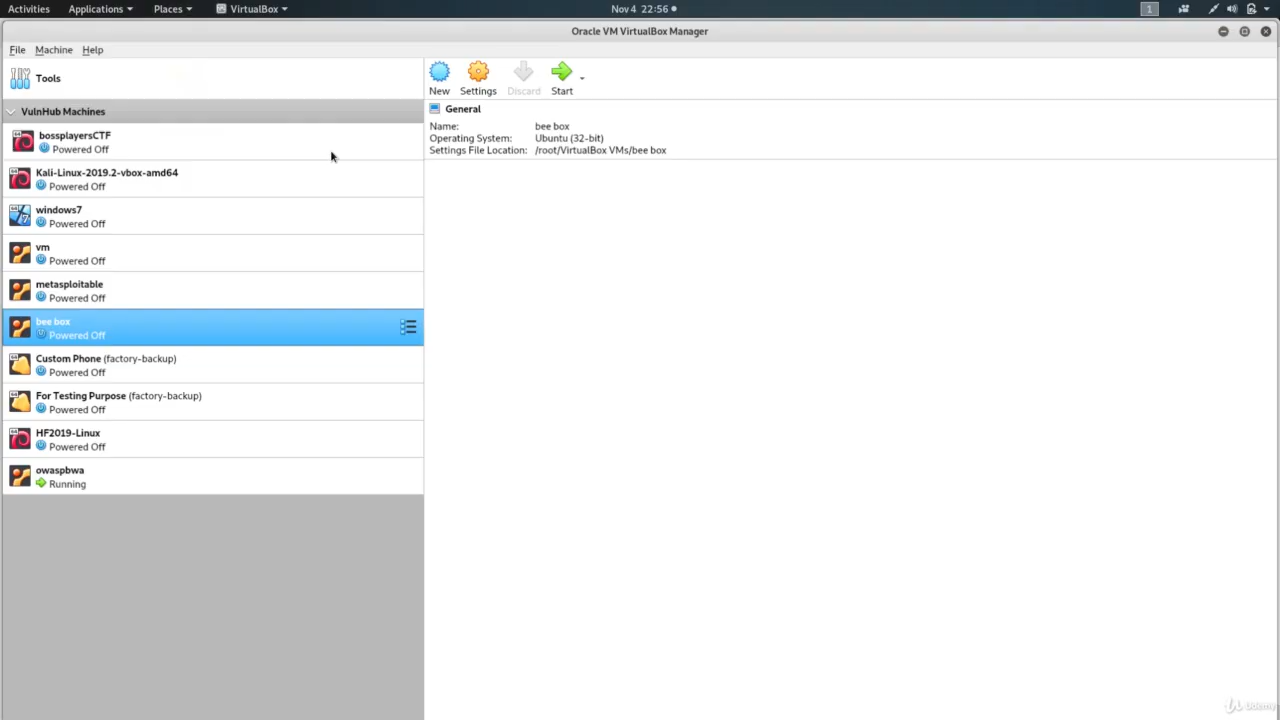 Activities Applications Places VirtualBox Nov 4 22:56 1
Oracle VM VirtualBox Manager
File Machine Help
Tools
New Settings Discard Start
VulnHub Machines
bossplayersCTF
Powered Off
Kali-Linux-2019.2-vbox-amd64
Powered Off
windows7
Powered Off
vm
Powered Off
metasploitable
Powered Off
bee box
Powered Off
Custom Phone (factory-backup)
Powered Off
For Testing Purpose (factory-backup)
Powered Off
HF2019-Linux
Powered Off
owaspbwa
Running
General
Name: bee box
Operating System: Ubuntu (32-bit)
Settings File Location: /root/VirtualBox VMs/bee box
Udemy